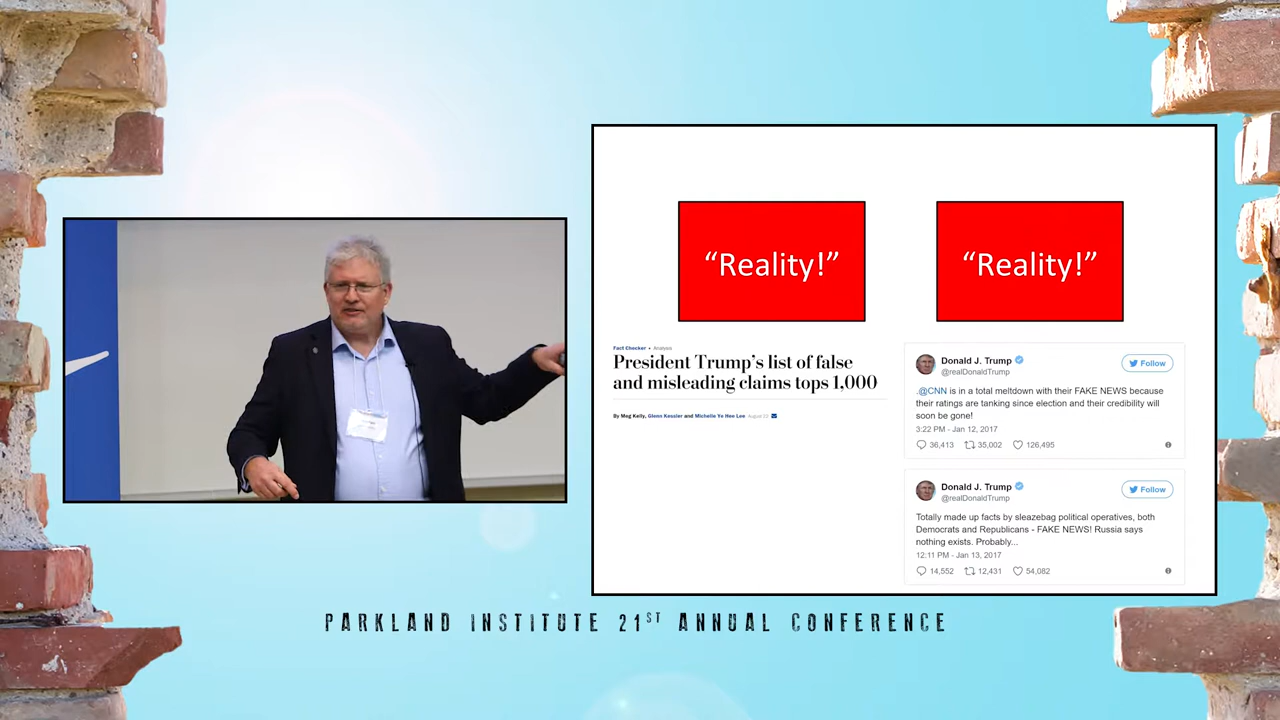 “Reality!”
“Reality!”
Fact Checker • Analysis
President Trump’s list of false
and misleading claims tops 1,000
By Meg Kelly, Glenn Kessler and Michelle Ye Hee Lee August 22
Donald J. Trump
@realDonaldTrump
Follow
.@CNN is in a total meltdown with their FAKE NEWS because
their ratings are tanking since election and their credibility will
soon be gone!
3:22 PM - Jan 12, 2017
36,413 35,002 126,495
Donald J. Trump
@realDonaldTrump
Follow
Totally made up facts by sleazebag political operatives, both
Democrats and Republicans - FAKE NEWS! Russia says
nothing exists. Probably...
12:11 PM - Jan 13, 2017
14,552 12,431 54,082
PARKLAND INSTITUTE 21ST ANNUAL CONFERENCE